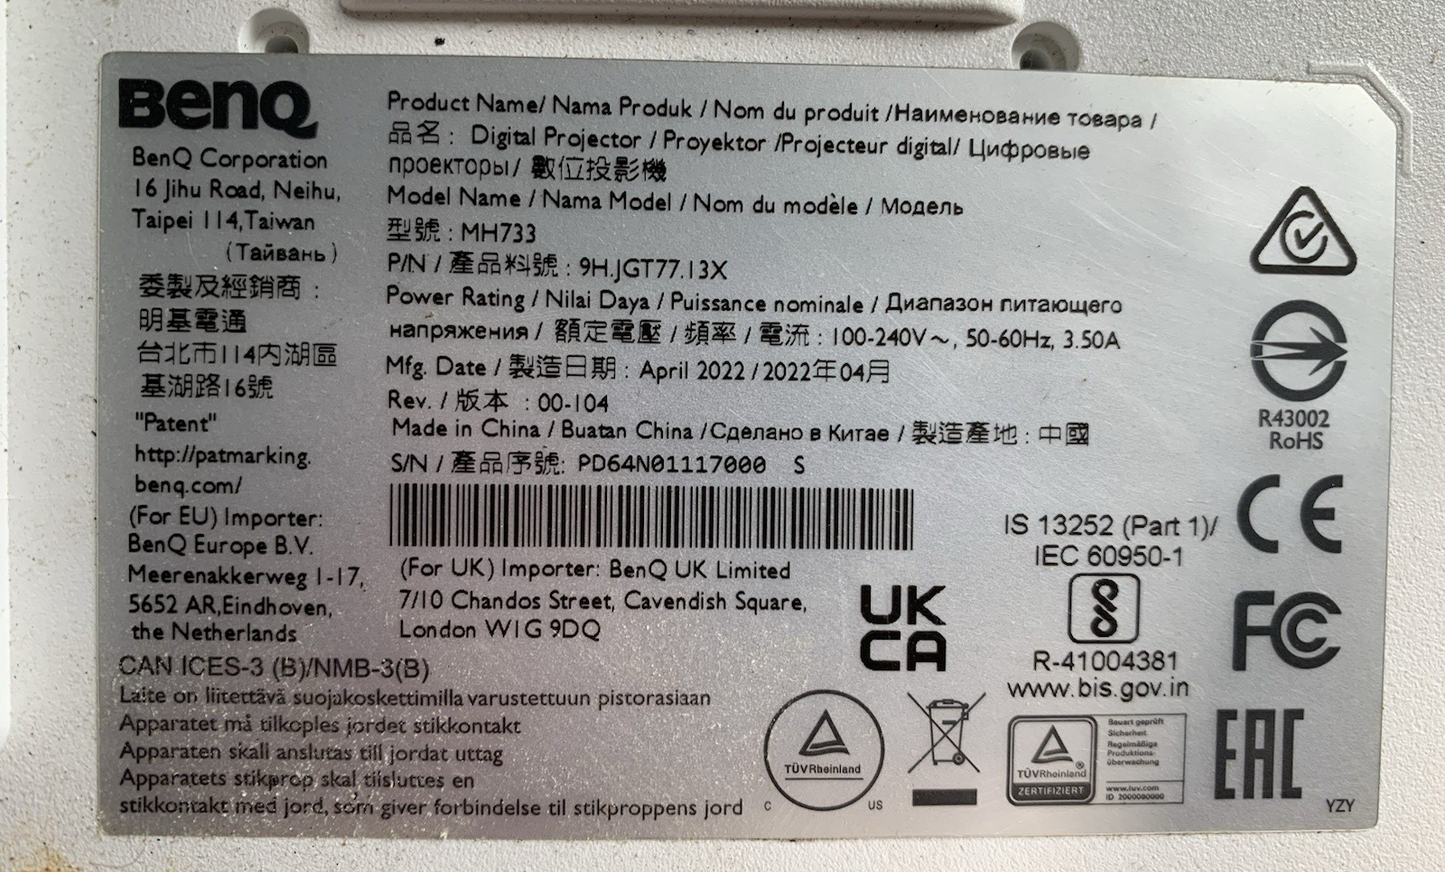 BenQ
BenQ Corporation
16 Jihu Road, Neihu,
Taipei 114,Taiwan
(Тайвань)
委製及經銷商 :
明基電通
台北市114內湖區
基湖路16號
"Patent"
http://patmarking.
benq.com/
(For EU) Importer:
BenQ Europe B.V.
Meerenakkerweg 1-17,
5652 AR,Eindhoven,
the Netherlands
Product Name/ Nama Produk / Nom du produit /Наименование товара /
品名 : Digital Projector / Proyektor /Projecteur digital/ Цифровые
проекторы/ 數位投影機
Model Name / Nama Model / Nom du modèle / Модель
型號 : MH733
P/N / 產品料號 : 9H.JGT77.13X
Power Rating / Nilai Daya / Puissance nominale / Диапазон питающего
напряжения / 額定電壓 / 頻率 / 電流 : 100-240V~, 50-60Hz, 3.50A
Mfg. Date / 製造日期 : April 2022 / 2022年04月
Rev. / 版本 : 00-104
Made in China / Buatan China /Сделано в Китае / 製造產地 : 中國
S/N / 產品序號: PD64N01117000 S
(For UK) Importer: BenQ UK Limited
7/10 Chandos Street, Cavendish Square,
London W1G 9DQ
CAN ICES-3 (B)/NMB-3(B)
Laite on liitettävä suojakoskettimilla varustettuun pistorasiaan
Apparatet må tilkoples jordet stikkontakt
Apparaten skall anslutas till jordat uttag
Apparatets stikprop skal tilsluttes en
stikkontakt med jord, som giver forbindelse til stikproppens jord
UK
CA
TÜVRheinland
C US
IS 13252 (Part 1)/
IEC 60950-1
R-41004381
www.bis.gov.in
TÜVRheinland
ZERTIFIZIERT
Bauart geprüft
Sicherheit
Regelmäßige
Produktions-
überwachung
www.tuv.com
ID 2000000000
R43002
RoHS
CE
FC
EAC
YZY